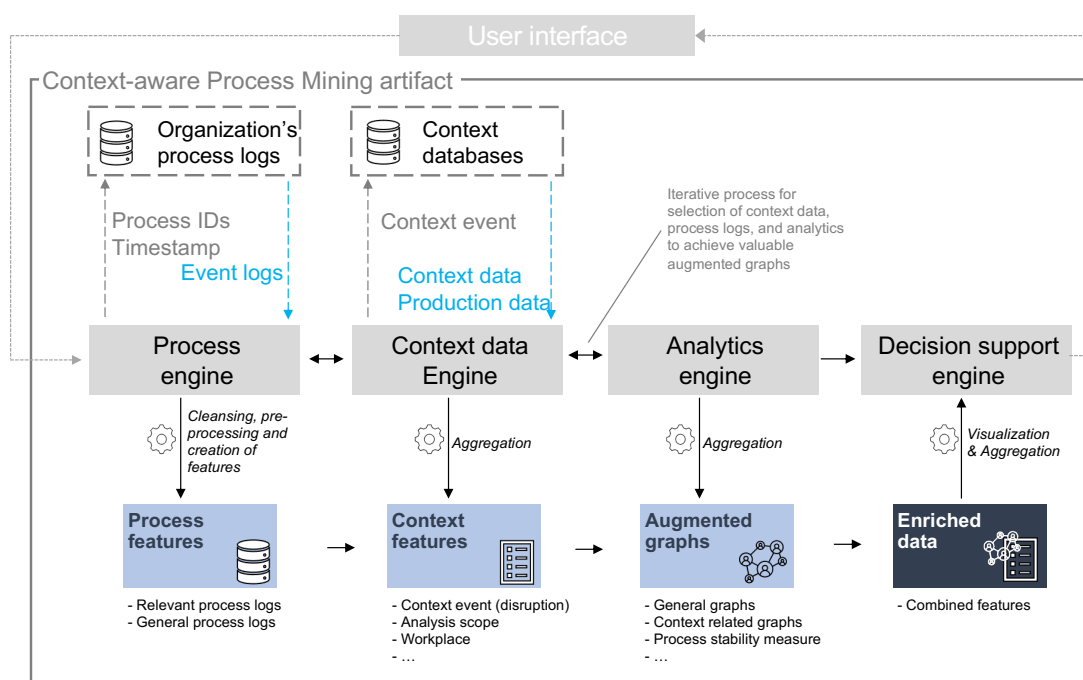 User interface
Context-aware Process Mining artifact
Organization's
process logs
Context
databases
Process IDs
Timestamp
Event logs
Context event
Context data
Production data
Iterative process for
selection of context data,
process logs, and analytics
to achieve valuable
augmented graphs
Process
engine
Context data
Engine
Analytics
engine
Decision support
engine
Cleansing, pre-
processing and
creation of
features
Aggregation
Aggregation
Visualization
& Aggregation
Process
features
Context
features
Augmented
graphs
Enriched
data
- Relevant process logs
- General process logs
- Context event (disruption)
- Analysis scope
- Workplace
- …
- General graphs
- Context related graphs
- Process stability measure
- …
- Combined features